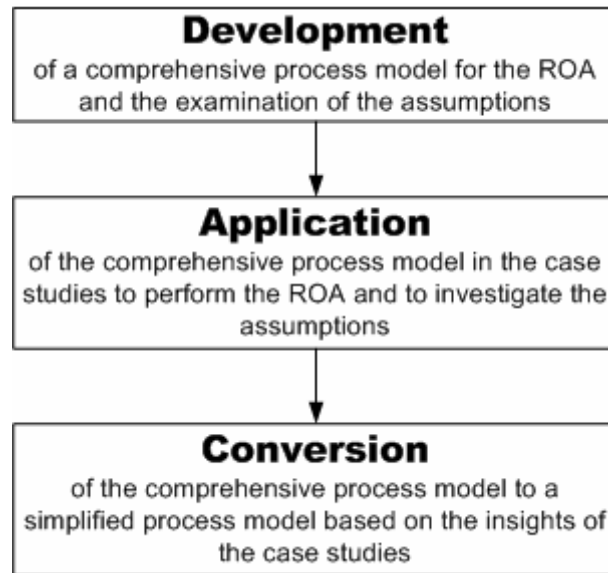 Development
of a comprehensive process model for the ROA
and the examination of the assumptions
Application
of the comprehensive process model in the case
studies to perform the ROA and to investigate the
assumptions
Conversion
of the comprehensive process model to a
simplified process model based on the insights of
the case studies